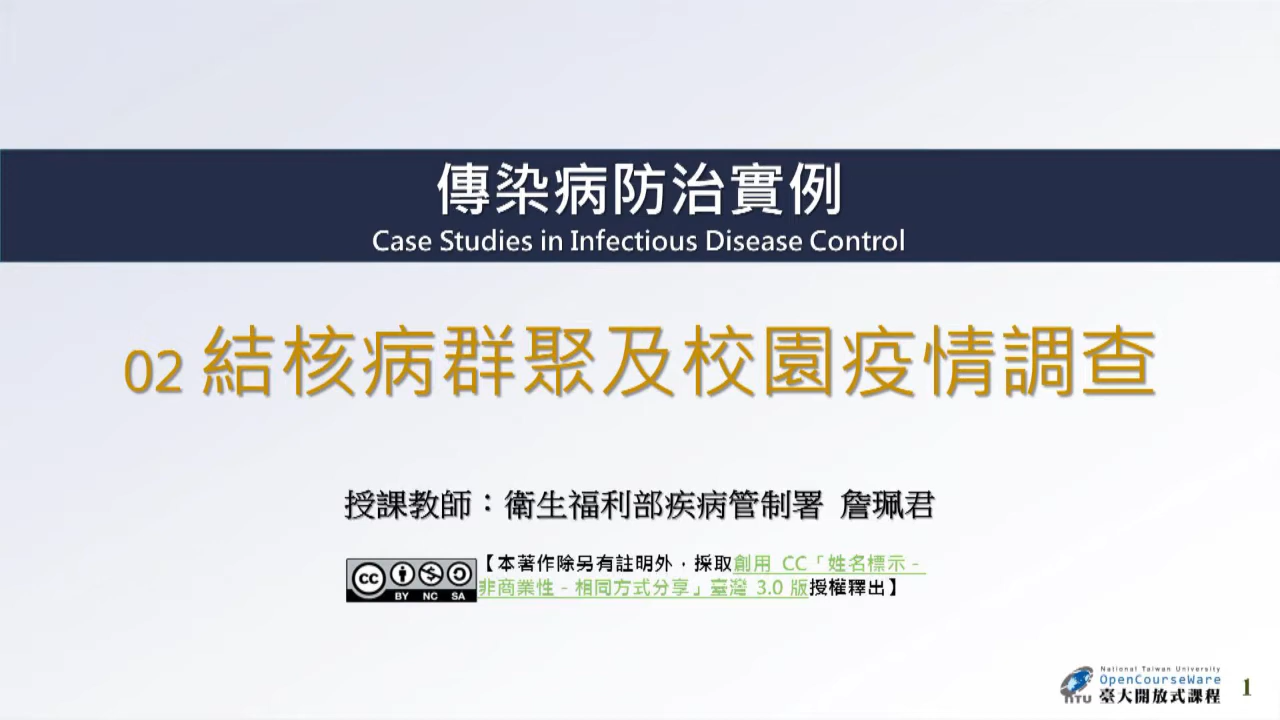 傳染病防治實例
Case Studies in Infectious Disease Control
02 結核病群聚及校園疫情調查
授課教師：衛生福利部疾病管制署 詹珮君
【本著作除另有註明外，採取創用 CC「姓名標示－
非商業性－相同方式分享」臺灣 3.0 版授權釋出】
cc BY NC SA
National Taiwan University
OpenCourseWare
NTU 臺大開放式課程
1